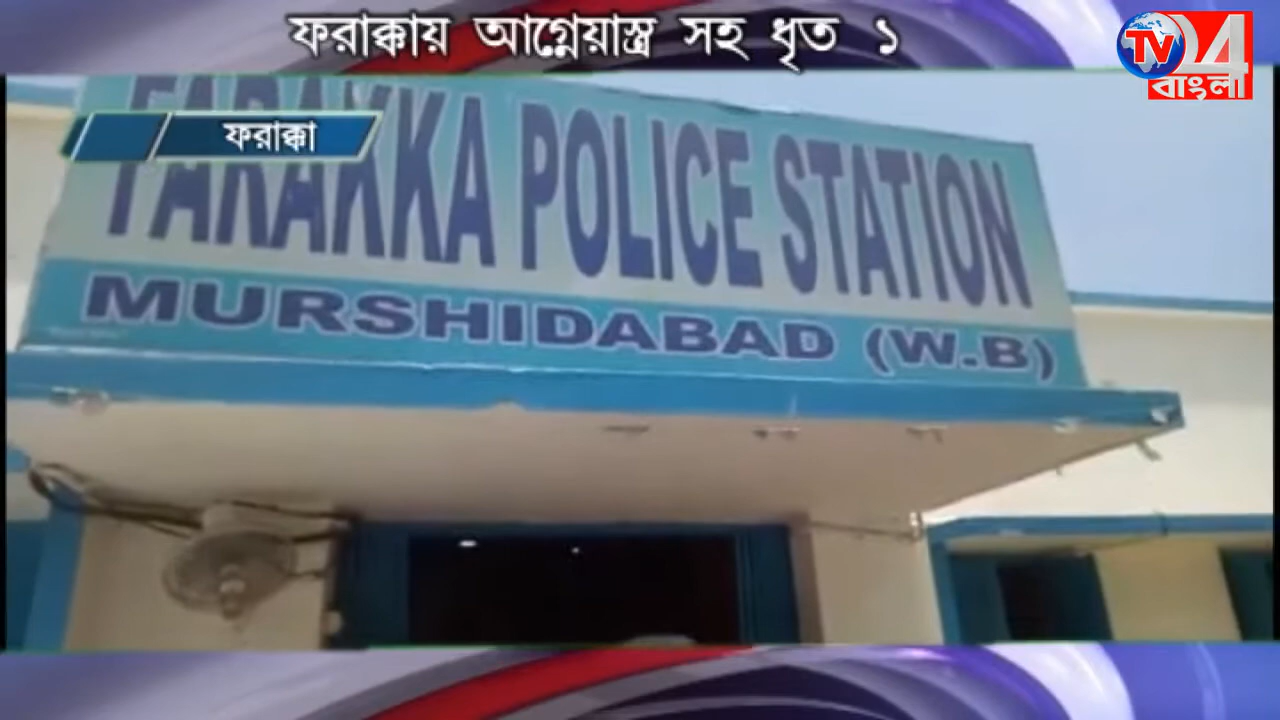 ফরাক্কায় আগ্নেয়াস্ত্র সহ ধৃত ১
TV 24
বাংলা
ফরাক্কা
FARAKKA POLICE STATION
MURSHIDABAD (W.B)